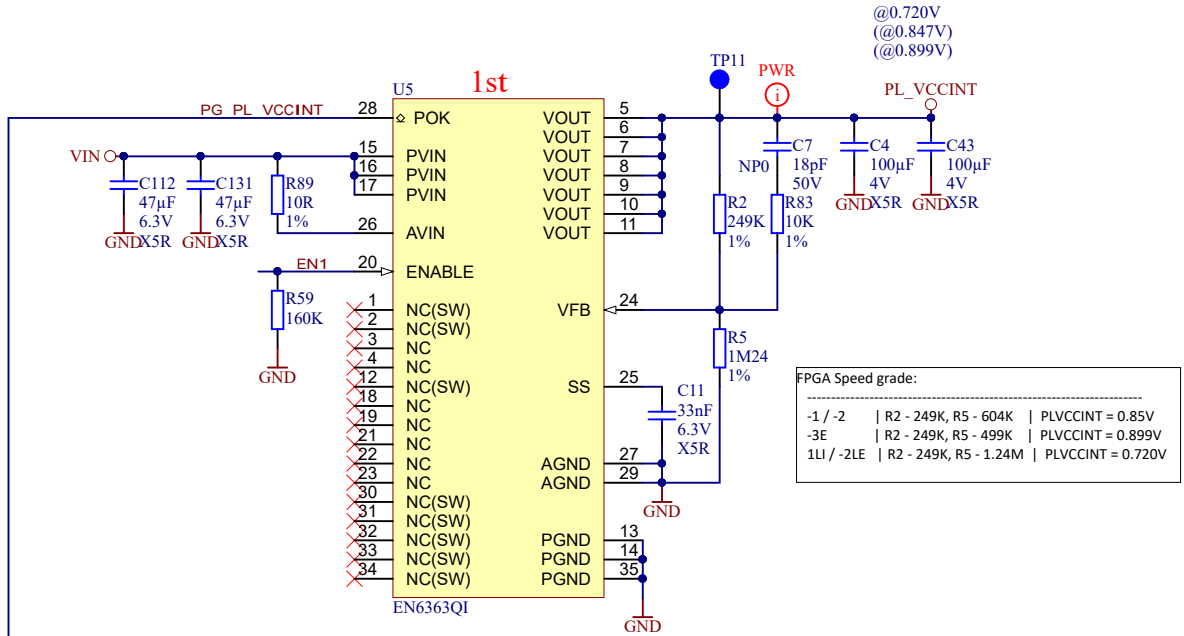 @0.720V
(@0.847V)
(@0.899V)
TP11
PWR
i
PL_VCCINT
1st
U5
PG PL VCCINT
28
POK
VOUT
5
VOUT
6
VIN
15
PVIN
VOUT
7
16
PVIN
VOUT
8
17
PVIN
VOUT
9
VOUT
10
26
AVIN
VOUT
11
C112
47µF
6.3V
X5R
GND
C131
47µF
6.3V
X5R
GND
R89
10R
1%
R2
249K
1%
C7
NP0
18pF
50V
R83
10K
1%
C4
100µF
4V
X5R
GND
C43
100µF
4V
X5R
GND
EN1
20
ENABLE
R59
160K
GND
1
NC(SW)
VFB
24
2
NC(SW)
3
NC
4
NC
12
NC(SW)
SS
25
18
NC
19
NC
21
NC
22
NC
AGND
27
23
NC
AGND
29
30
NC(SW)
31
NC(SW)
32
NC(SW)
PGND
13
33
NC(SW)
PGND
14
34
NC(SW)
PGND
35
R5
1M24
1%
C11
33nF
6.3V
X5R
GND
GND
EN6363QI
FPGA Speed grade:
----------------------------------------------------------------------
-1 / -2 | R2 - 249K, R5 - 604K | PLVCCINT = 0.85V
-3E | R2 - 249K, R5 - 499K | PLVCCINT = 0.899V
1LI / -2LE | R2 - 249K, R5 - 1.24M | PLVCCINT = 0.720V